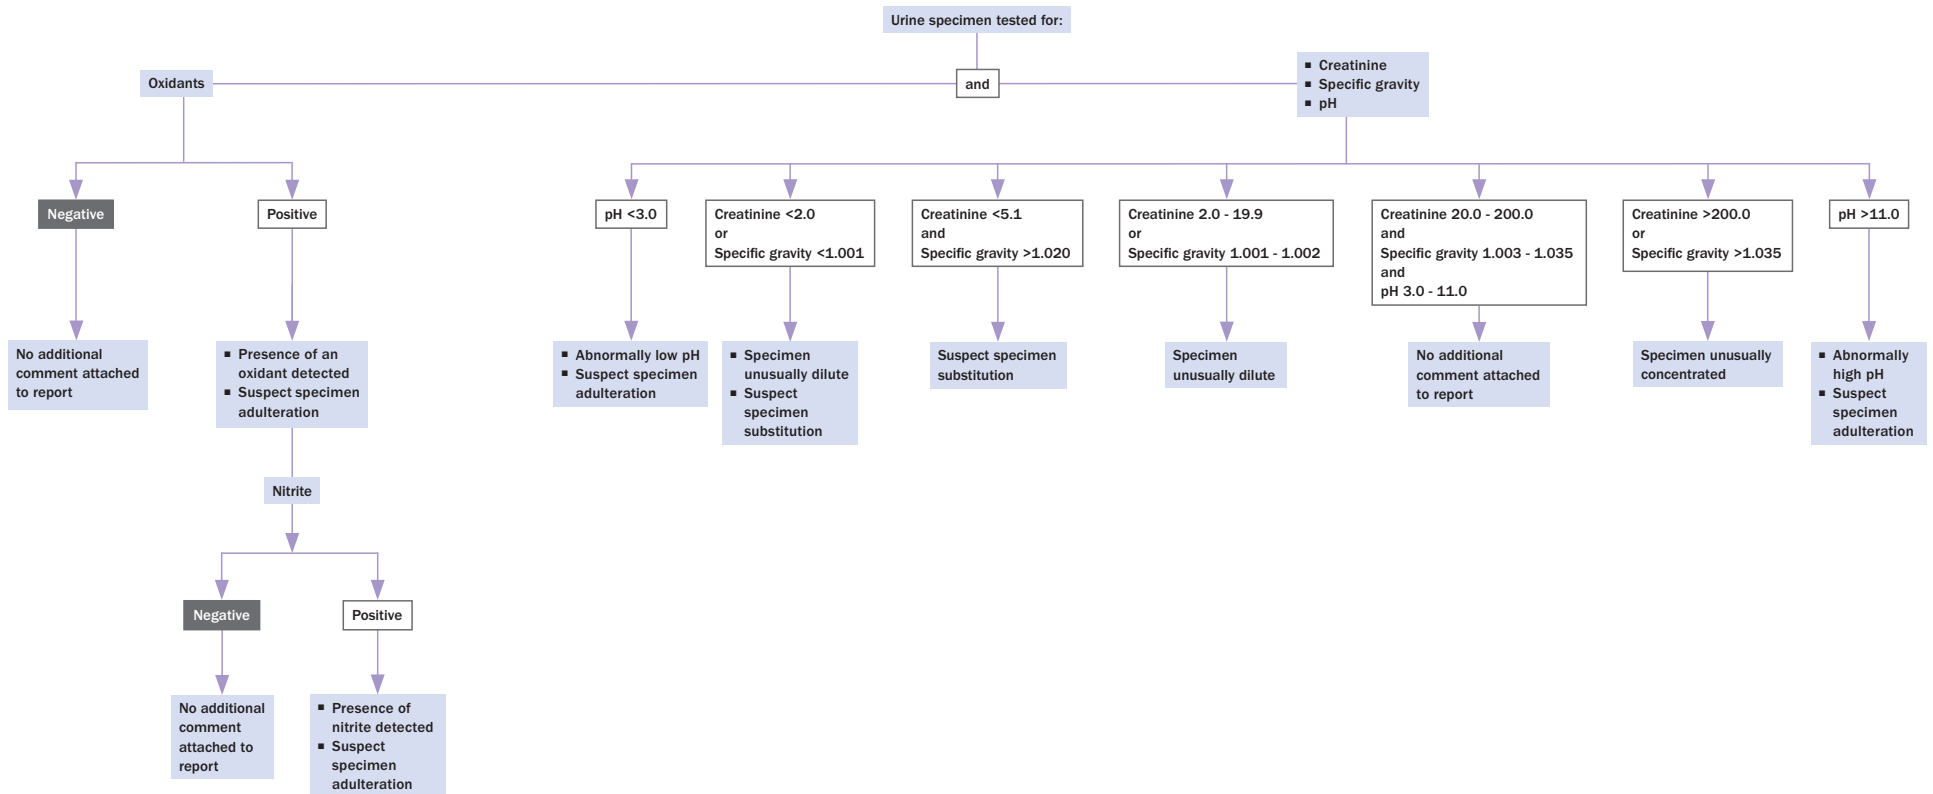 Urine specimen tested for:
Oxidants
and
▪ Creatinine
▪ Specific gravity
▪ pH
Negative
Positive
pH <3.0
Creatinine <2.0
or
Specific gravity <1.001
Creatinine <5.1
and
Specific gravity >1.020
Creatinine 2.0 - 19.9
or
Specific gravity 1.001 - 1.002
Creatinine 20.0 - 200.0
and
Specific gravity 1.003 - 1.035
and
pH 3.0 - 11.0
Creatinine >200.0
or
Specific gravity >1.035
pH >11.0
No additional
comment attached
to report
▪ Presence of an
oxidant detected
▪ Suspect specimen
adulteration
▪ Abnormally low pH
▪ Suspect specimen
adulteration
▪ Specimen
unusually dilute
▪ Suspect
specimen
substitution
Suspect specimen
substitution
Specimen
unusually dilute
No additional
comment attached
to report
Specimen unusually
concentrated
▪ Abnormally
high pH
▪ Suspect
specimen
adulteration
Nitrite
Negative
Positive
No additional
comment
attached to
report
▪ Presence of
nitrite detected
▪ Suspect
specimen
adulteration